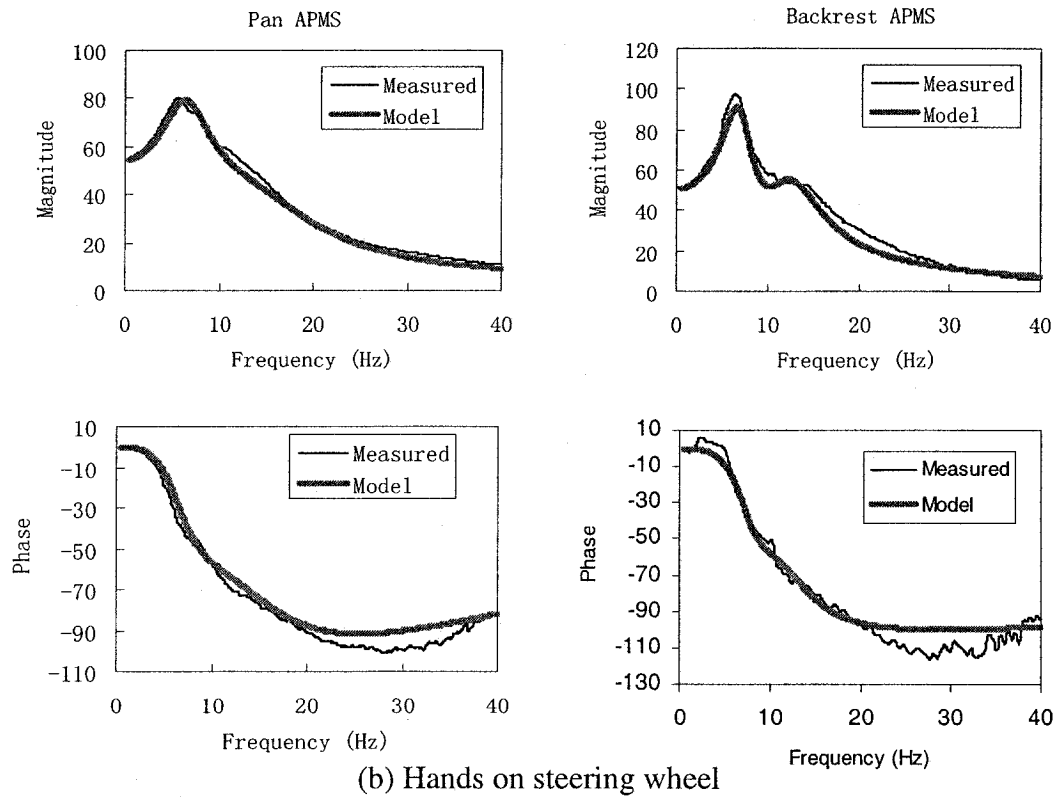 Pan APMS
Backrest APMS
Magnitude
100
80
60
40
20
0
Measured
Model
0 10 20 30 40
Frequency (Hz)
Magnitude
120
100
80
60
40
20
0
Measured
Model
0 10 20 30 40
Frequency (Hz)
Phase
10
-10
-30
-50
-70
-90
-110
Measured
Model
0 10 20 30 40
Frequency (Hz)
Phase
10
-10
-30
-50
-70
-90
-110
-130
Measured
Model
0 10 20 30 40
Frequency (Hz)
(b) Hands on steering wheel